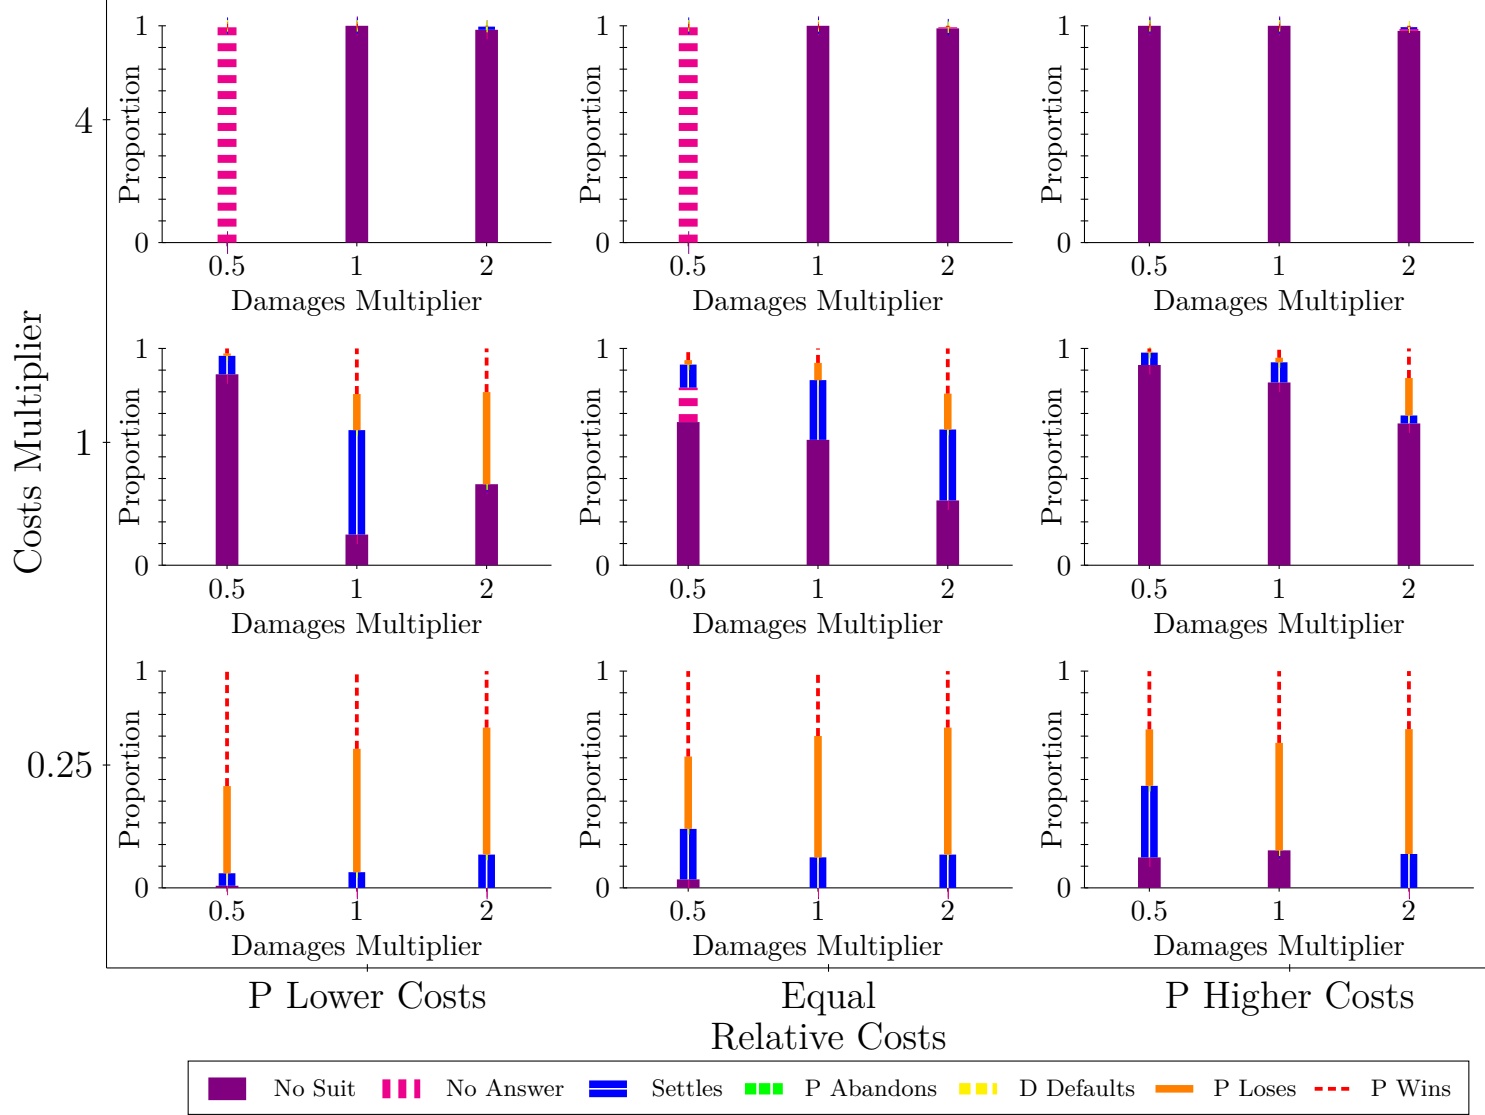 1 1 1
Proportion Proportion Proportion
4
0 0 0
0.5 1 2 0.5 1 2 0.5 1 2
Damages Multiplier Damages Multiplier Damages Multiplier
1 1 1
Costs Multiplier
Proportion Proportion Proportion
1
0 0 0
0.5 1 2 0.5 1 2 0.5 1 2
Damages Multiplier Damages Multiplier Damages Multiplier
1 1 1
Proportion Proportion Proportion
0.25
0 0 0
0.5 1 2 0.5 1 2 0.5 1 2
Damages Multiplier Damages Multiplier Damages Multiplier
P Lower Costs Equal P Higher Costs
Relative Costs
No Suit No Answer Settles P Abandons D Defaults P Loses P Wins